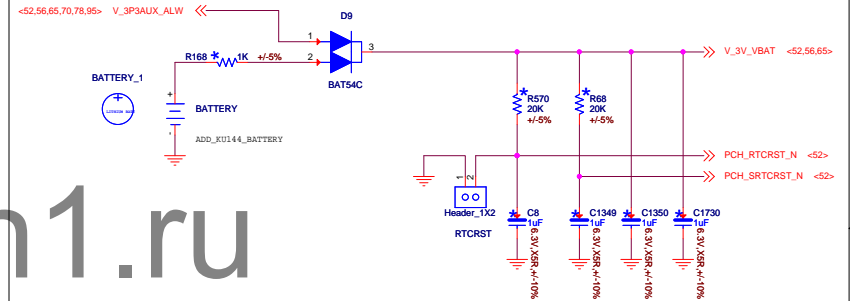 <52,56,65,70,78,95> V_3P3AUX_ALW
D9
1
2
3
BAT54C
R168 * 1K +/-5%
BATTERY_1
+
+
BATTERY
-
ADD_KU144_BATTERY
V_3V_VBAT <52,56,65>
* R570
20K
+/-5%
* R68
20K
+/-5%
PCH_RTCRST_N <52>
PCH_SRTCRST_N <52>
1
2
Header_1X2
RTCRST
* C8
1uF
6.3V,X5R,+/-10%
* C1349
1uF
6.3V,X5R,+/-10%
* C1350
1uF
6.3V,X5R,+/-10%
* C1730
1uF
6.3V,X5R,+/-10%
n1.ru